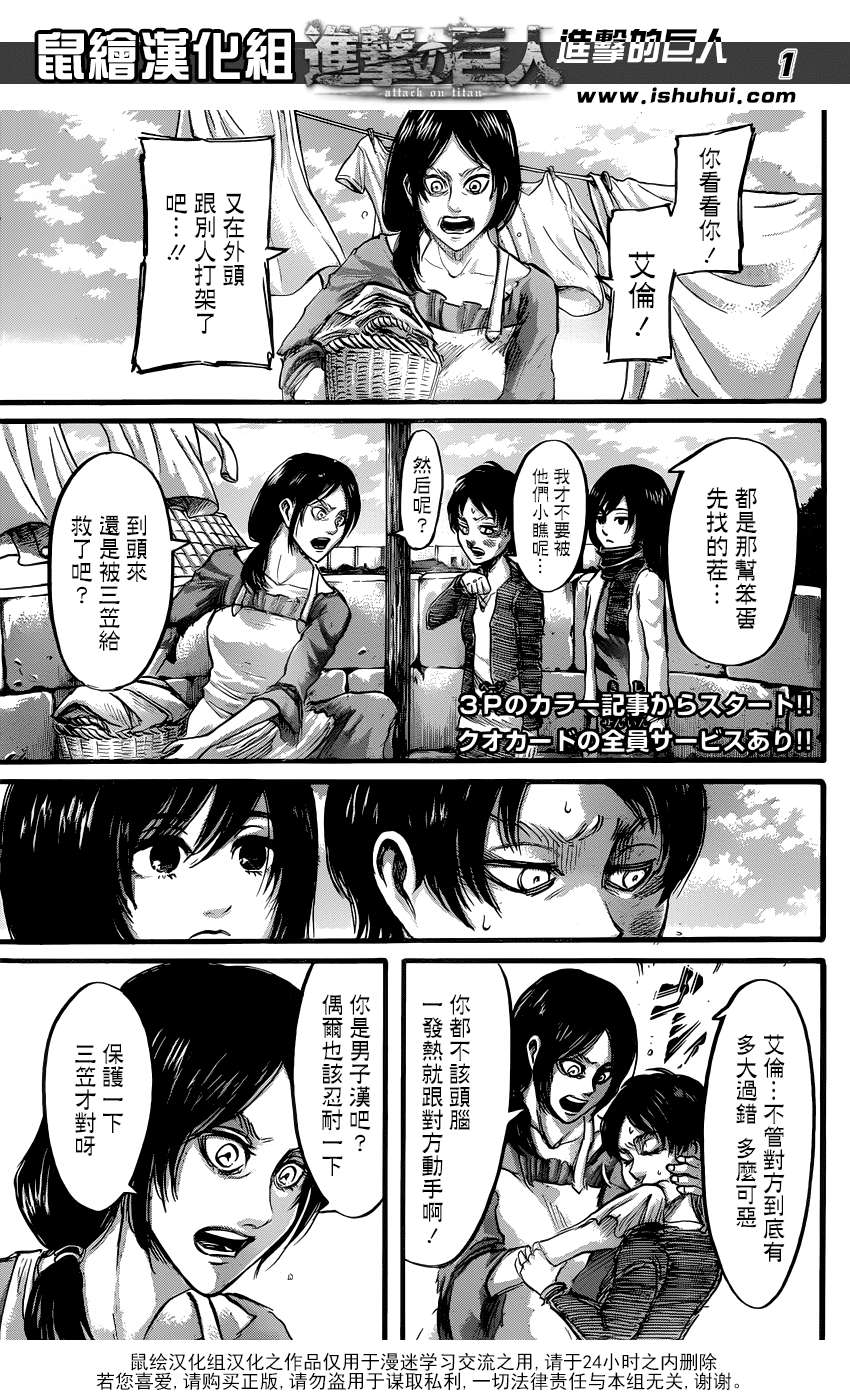 鼠繪漢化組
進撃の巨人
attack on titan
進擊的巨人
www.ishuhui.com
1
你看看你!
艾倫!
又在外頭
跟別人打架了
吧…!!
都是那幫笨蛋
先找的茬…
我才不要被
他們小瞧呢…
然后呢?
到頭來
還是被三笠給
救了吧?
３Ｐのカラー記事からスタート!!
クオカードの全員サービスあり!!
艾倫…不管對方到底有
多大過錯 多麼可惡
你都不該頭腦
一發熱就跟對方動手啊!
你是男子漢吧?
偶爾也該忍耐一下
保護一下
三笠才對呀
鼠绘汉化组汉化之作品仅用于漫迷学习交流之用, 请于24小时之内删除
若您喜爱, 请购买正版, 请勿盗用于谋取私利, 一切法律责任与本组无关, 谢谢。